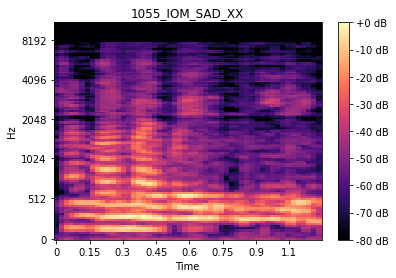 1055_IOM_SAD_XX
Hz
8192
4096
2048
1024
512
0
0 0.15 0.3 0.45 0.6 0.75 0.9 1.1
Time
+0 dB
-10 dB
-20 dB
-30 dB
-40 dB
-50 dB
-60 dB
-70 dB
-80 dB